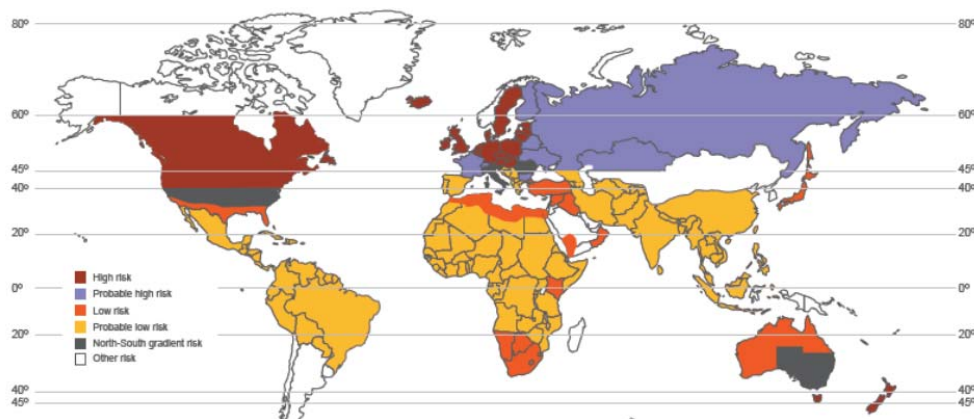 80º 80º
60º 60º
45º 45º
40º 40º
20º 20º
High risk
Probable high risk
0º 0º
Low risk
Probable low risk
20º 20º
North-South gradient risk
Other risk
40º 40º
45º 45º